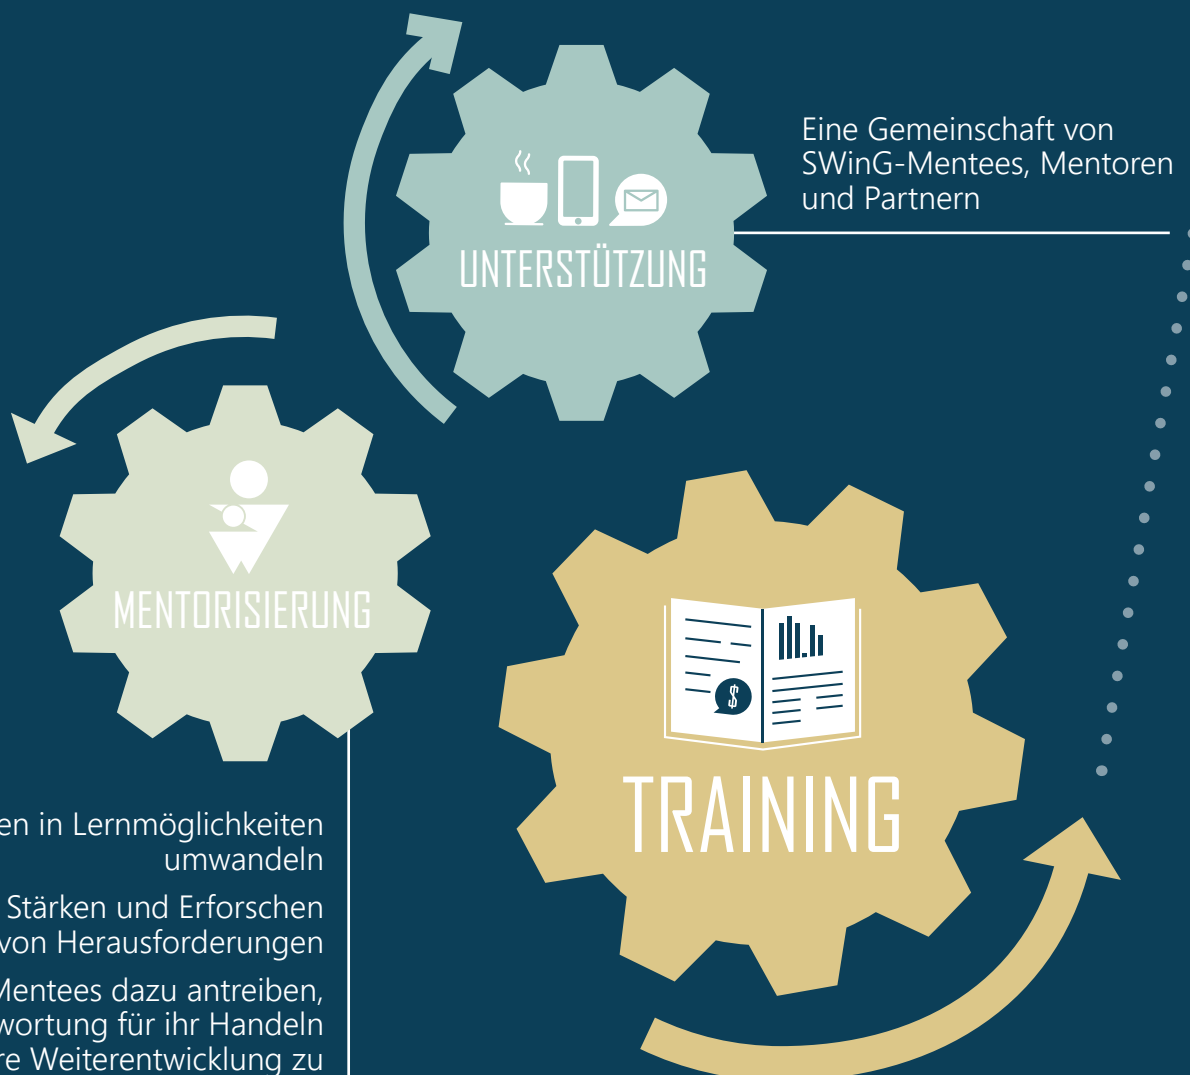 Eine Gemeinschaft von
SWinG-Mentees, Mentoren
und Partnern
UNTERSTÜTZUNG
MENTORISIERUNG
$
TRAINING
en in Lernmöglichkeiten
umwandeln
Stärken und Erforschen
von Herausforderungen
Mentees dazu antreiben,
wortung für ihr Handeln
re Weiterentwicklung zu